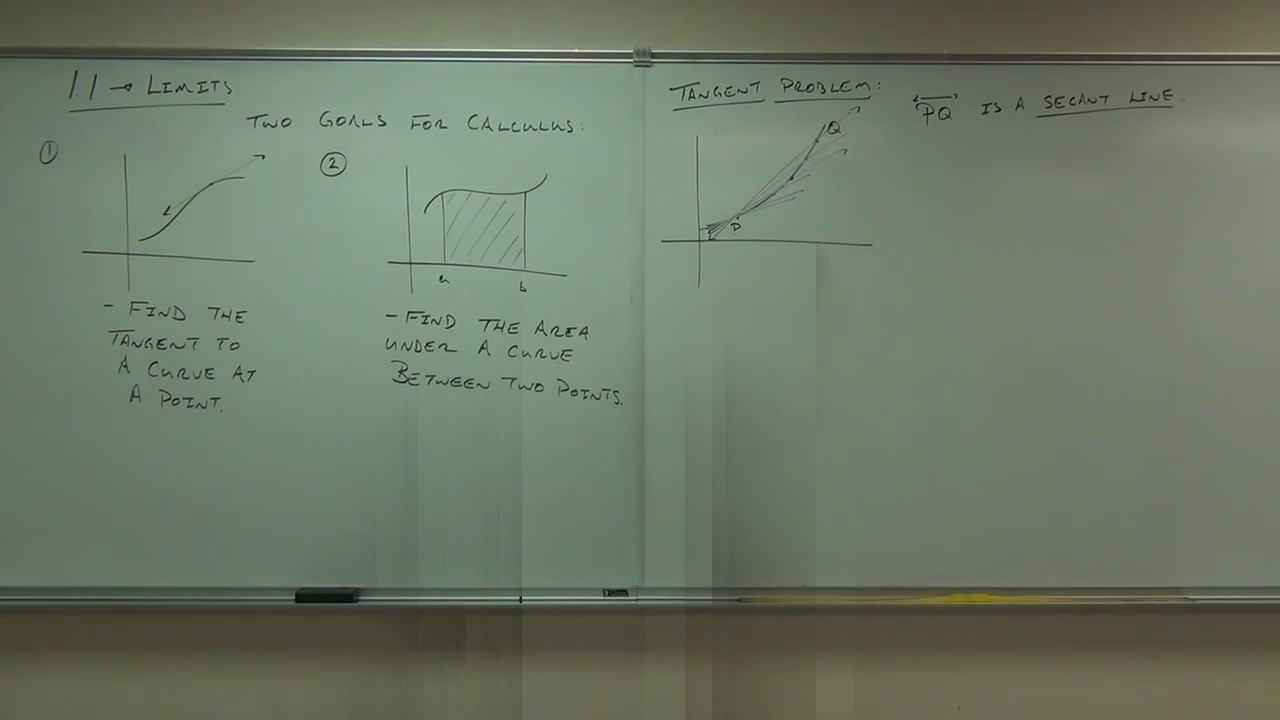 1.1 → LIMITS
TWO GOALS FOR CALCULUS:
①
②
a
b
- FIND THE
TANGENT TO
A CURVE AT
A POINT.
- FIND THE AREA
UNDER A CURVE
BETWEEN TWO POINTS.
TANGENT PROBLEM:
Q
P
PQ IS A SECANT LINE.